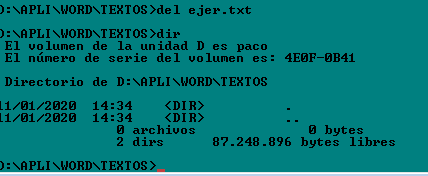 D:\APLI\WORD\TEXTOS>del ejer.txt
D:\APLI\WORD\TEXTOS>dir
El volumen de la unidad D es paco
El número de serie del volumen es: 4E0F-0B41
Directorio de D:\APLI\WORD\TEXTOS
11/01/2020 14:34 <DIR> .
11/01/2020 14:34 <DIR> ..
0 archivos 0 bytes
2 dirs 87.248.896 bytes libres
D:\APLI\WORD\TEXTOS>_